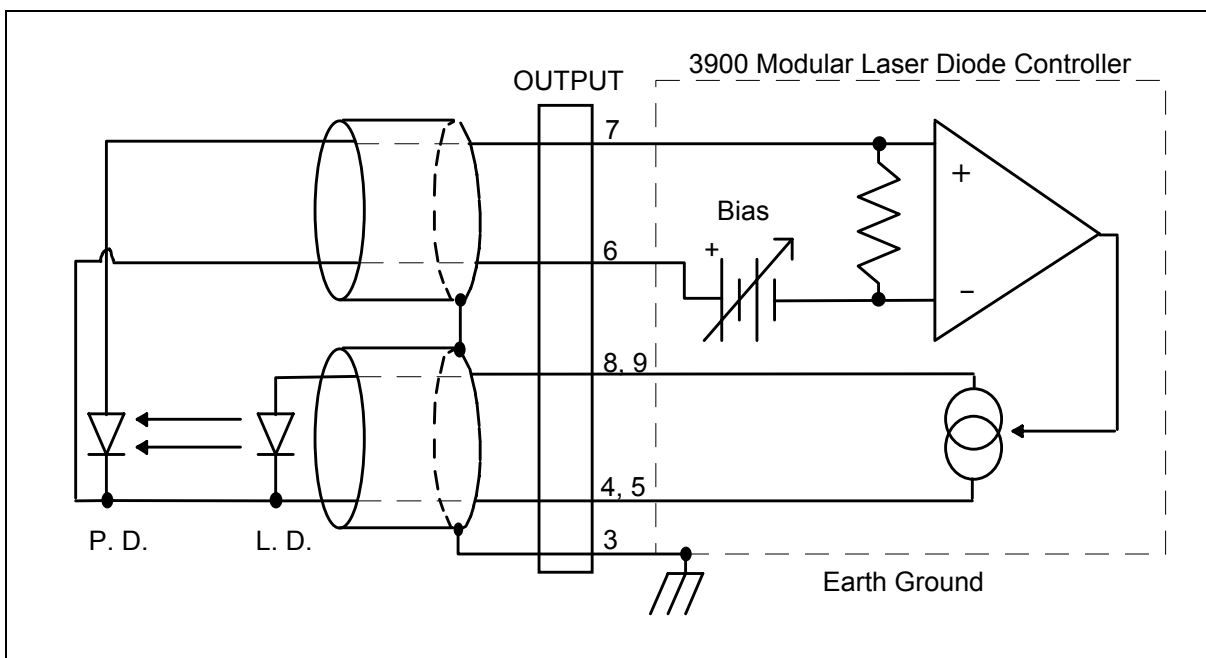 3900 Modular Laser Diode Controller
OUTPUT
7
+
Bias
+
6
–
8, 9
4, 5
P. D.
L. D.
3
Earth Ground